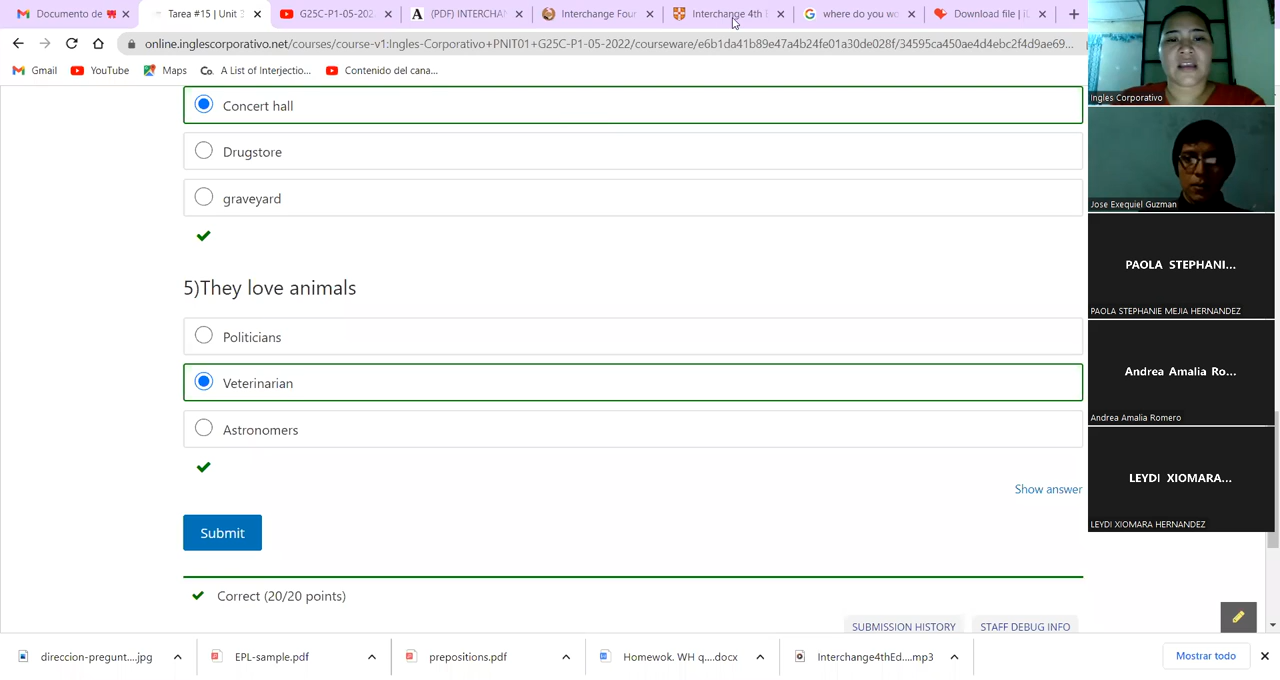 Documento de
Tarea #15 | Unit 3
G25C-P1-05-202
(PDF) INTERCHAN
Interchange Four
Interchange 4th E
where do you wo
Download file | iL
online.inglescorporativo.net/courses/course-v1:Ingles_Corporativo+PNIT01+G25C-P1-05-2022/courseware/e6b1da41b89e47a4b24fe01a30de028f/34595ca450ae4d4ebc2f4d9ae69...
Gmail
YouTube
Maps
A List of Interjectio...
Contenido del cana...
Concert hall
Drugstore
graveyard
5)They love animals
Politicians
Veterinarian
Astronomers
Show answer
Submit
Correct (20/20 points)
SUBMISSION HISTORY
STAFF DEBUG INFO
Ingles Corporativo
Jose Exequiel Guzman
PAOLA STEPHANI...
PAOLA STEPHANIE MEJIA HERNANDEZ
Andrea Amalia Ro...
Andrea Amalia Romero
LEYDI XIOMARA...
LEYDI XIOMARA HERNANDEZ
direccion-pregunt....jpg
EPL-sample.pdf
prepositions.pdf
Homewok. WH q....docx
Interchange4thEd....mp3
Mostrar todo